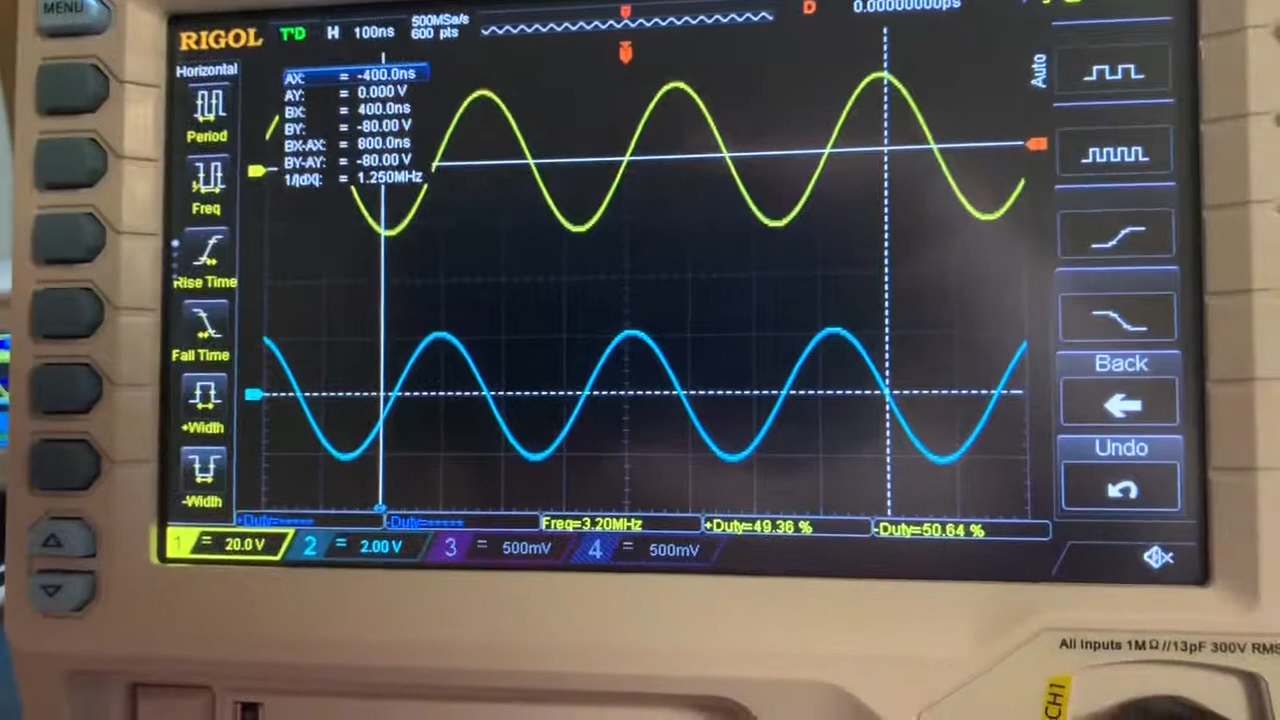 MENU
RIGOL
T'D
H
100ns
500MSa/s
600 pts
D
0.00000000ps
Horizontal
Period
Freq
Rise Time
Fall Time
+Width
-Width
AX: = -400.0ns
AY: = 0.000 V
BX: = 400.0ns
BY: = -80.00 V
BX-AX: = 800.0ns
BY-AY: = -80.00 V
1/|dX|: = 1.250MHz
Auto
Back
Undo
+Duty=-----
-Duty=-----
Freq=3.20MHz
+Duty=49.36 %
-Duty=50.64 %
1 = 20.0 V
2 = 2.00 V
3 = 500mV
4 = 500mV
All inputs 1MΩ//13pF 300V RMS
CH1